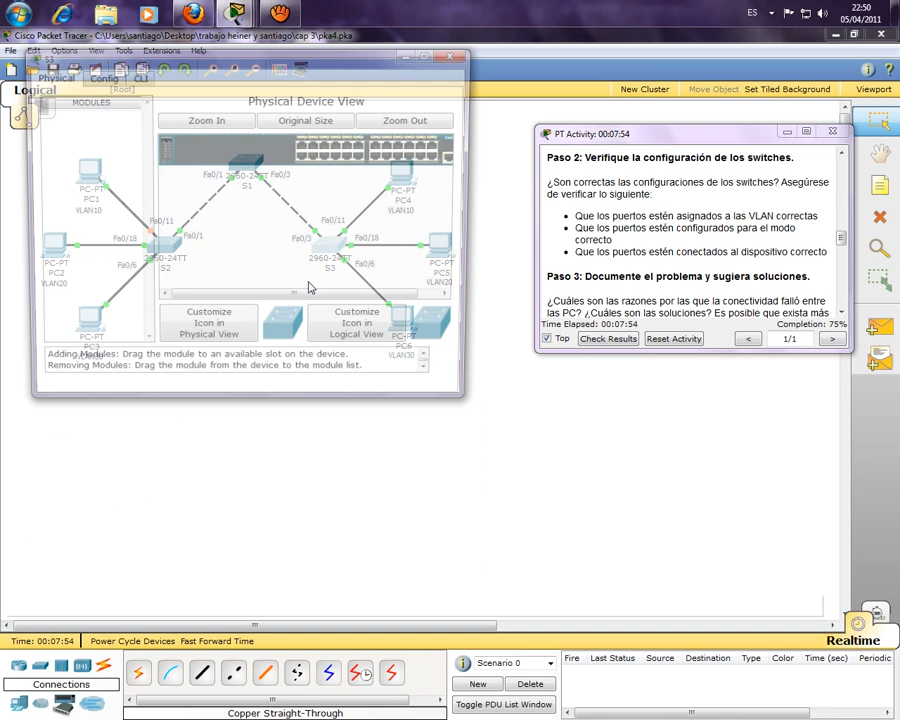 ES
22:50
05/04/2011
Cisco Packet Tracer - C:\Users\santiago\Desktop\trabajo heiner y santiago\cap 3\pka4.pka
File Edit Options View Tools Extensions Help
S3
Physical Config CLI
Logical
[Root]
New Cluster
Move Object
Set Tiled Background
Viewport
MODULES
Physical Device View
Zoom In
Original Size
Zoom Out
Fa0/1
Fa0/3
2960-24TT
S1
PC-PT
PC1
VLAN10
PC-PT
PC4
VLAN10
Fa0/11
Fa0/11
Fa0/18
Fa0/1
Fa0/3
Fa0/18
PC-PT
PC2
VLAN20
2960-24TT
S2
2960-24TT
S3
PC-PT
PC5
VLAN20
Fa0/6
Fa0/6
Customize
Icon in
Physical View
Customize
Icon in
Logical View
PC-PT
PC3
PC-PT
PC6
VLAN30
Adding Modules: Drag the module to an available slot on the device.
Removing Modules: Drag the module from the device to the module list.
PT Activity: 00:07:54
Paso 2: Verifique la configuración de los switches.
¿Son correctas las configuraciones de los switches? Asegúrese
de verificar lo siguiente:
Que los puertos estén asignados a las VLAN correctas
Que los puertos estén configurados para el modo
correcto
Que los puertos estén conectados al dispositivo correcto
Paso 3: Documente el problema y sugiera soluciones.
¿Cuáles son las razones por las que la conectividad falló entre
las PC? ¿Cuáles son las soluciones? Es posible que exista más
Time Elapsed: 00:07:54
Completion: 75%
Top
Check Results
Reset Activity
<
1/1
>
Realtime
Time: 00:07:54
Power Cycle Devices Fast Forward Time
Connections
Copper Straight-Through
Scenario 0
New
Delete
Toggle PDU List Window
Fire Last Status Source Destination Type Color Time (sec) Periodic